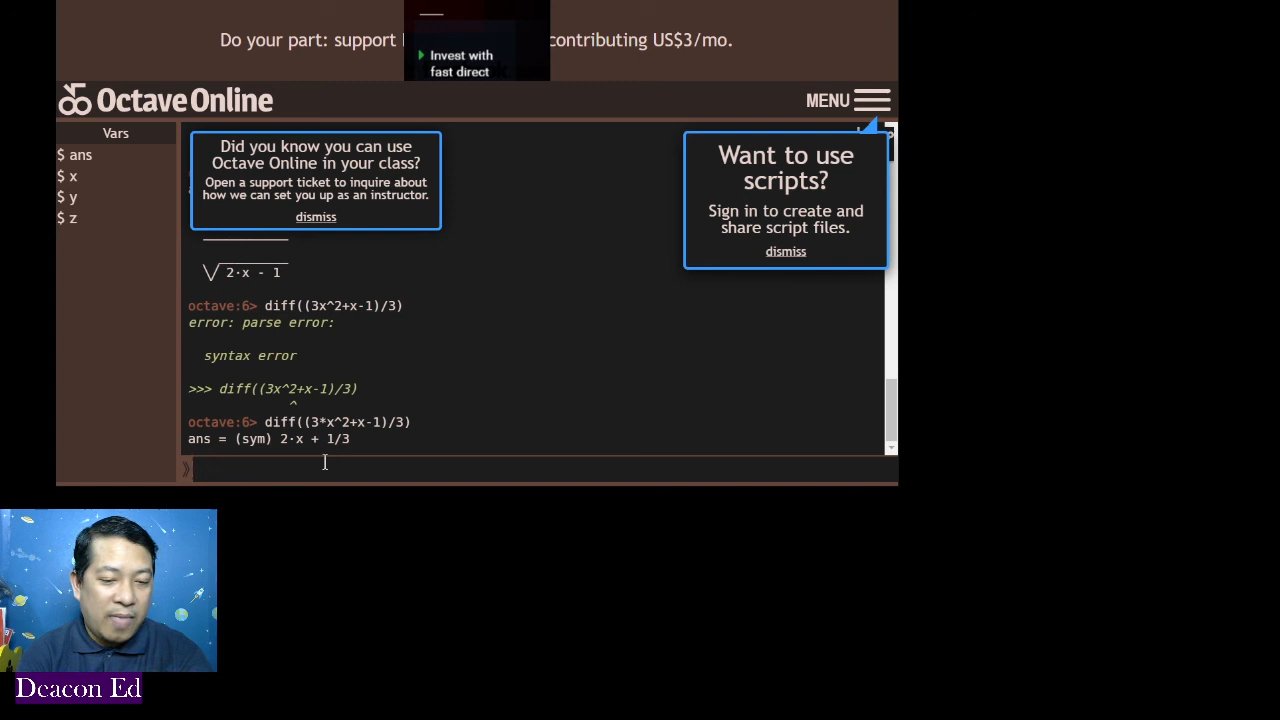 Do your part: support
contributing US$3/mo.
Invest with
fast direct
Octave Online
MENU
Vars
$ ans
$ x
$ y
$ z
Did you know you can use
Octave Online in your class?
Open a support ticket to inquire about
how we can set you up as an instructor.
dismiss
Want to use
scripts?
Sign in to create and
share script files.
dismiss
√ 2·x - 1
octave:6> diff((3x^2+x-1)/3)
error: parse error:
syntax error
>>> diff((3x^2+x-1)/3)
^
octave:6> diff((3*x^2+x-1)/3)
ans = (sym) 2·x + 1/3
Deacon Ed